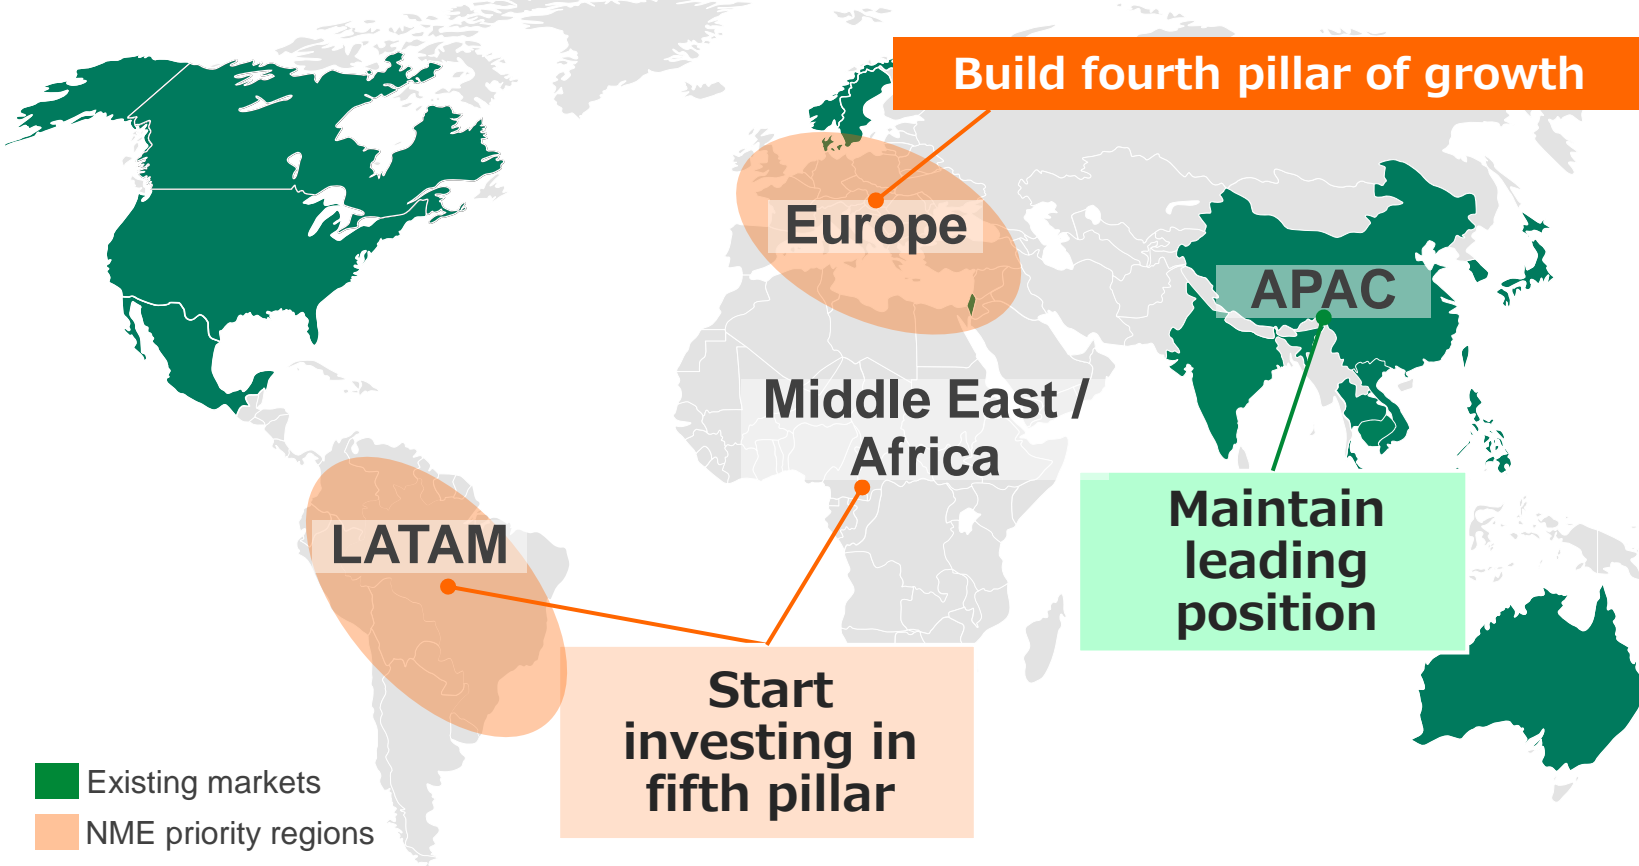 Build fourth pillar of growth
Europe
APAC
Middle East /
Africa
Maintain
leading
position
LATAM
Start
investing in
fifth pillar
Existing markets
NME priority regions